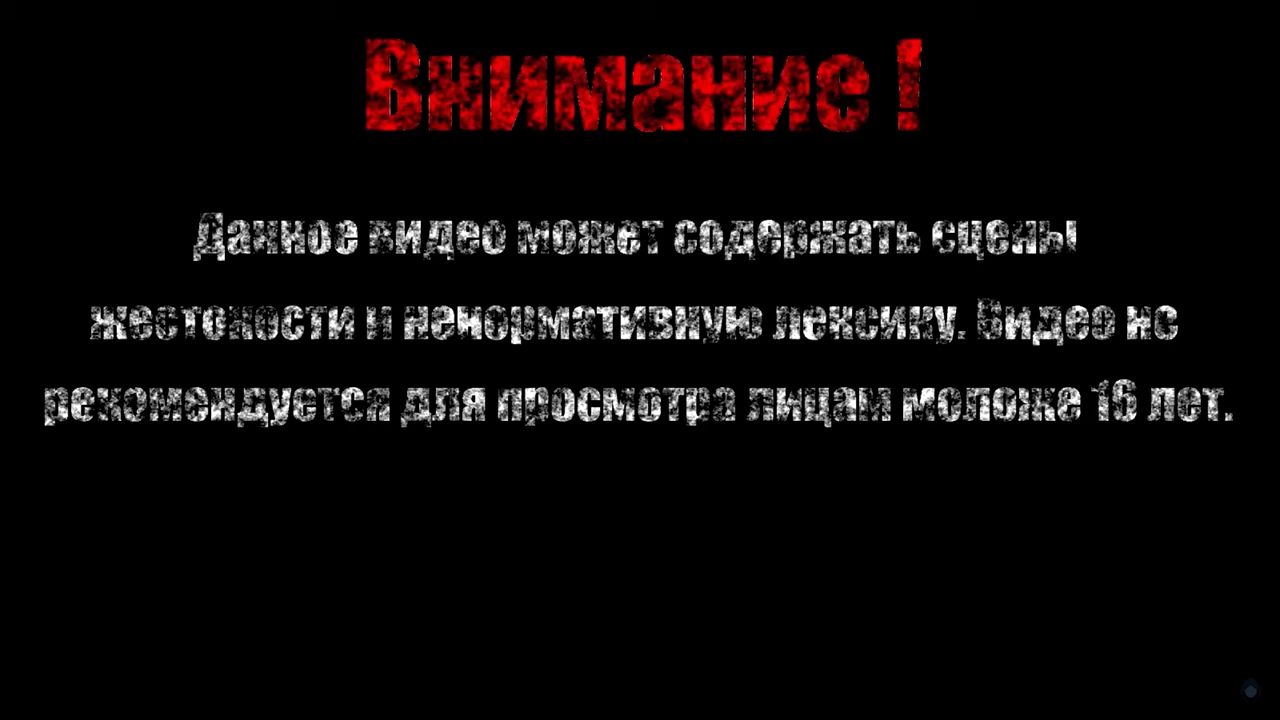 Внимание !
Данное видео может содержать сцены
жестокости и ненормативную лексику. Видео не
рекомендуется для просмотра лицам моложе 16 лет.